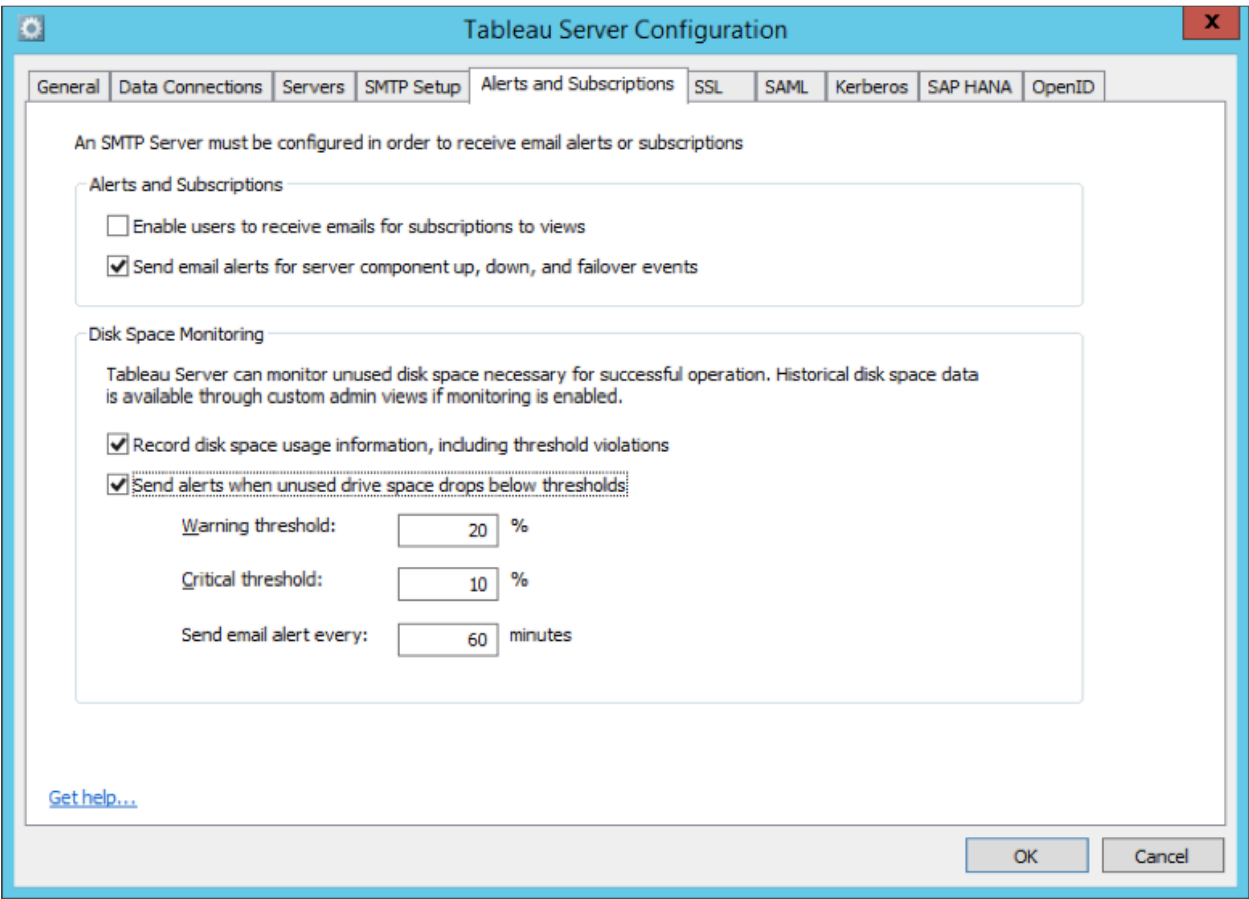 Tableau Server Configuration
X
General Data Connections Servers SMTP Setup Alerts and Subscriptions SSL SAML Kerberos SAP HANA OpenID
An SMTP Server must be configured in order to receive email alerts or subscriptions
Alerts and Subscriptions
Enable users to receive emails for subscriptions to views
Send email alerts for server component up, down, and failover events
Disk Space Monitoring
Tableau Server can monitor unused disk space necessary for successful operation. Historical disk space data
is available through custom admin views if monitoring is enabled.
Record disk space usage information, including threshold violations
Send alerts when unused drive space drops below thresholds
Warning threshold: 20 %
Critical threshold: 10 %
Send email alert every: 60 minutes
Get help...
OK Cancel